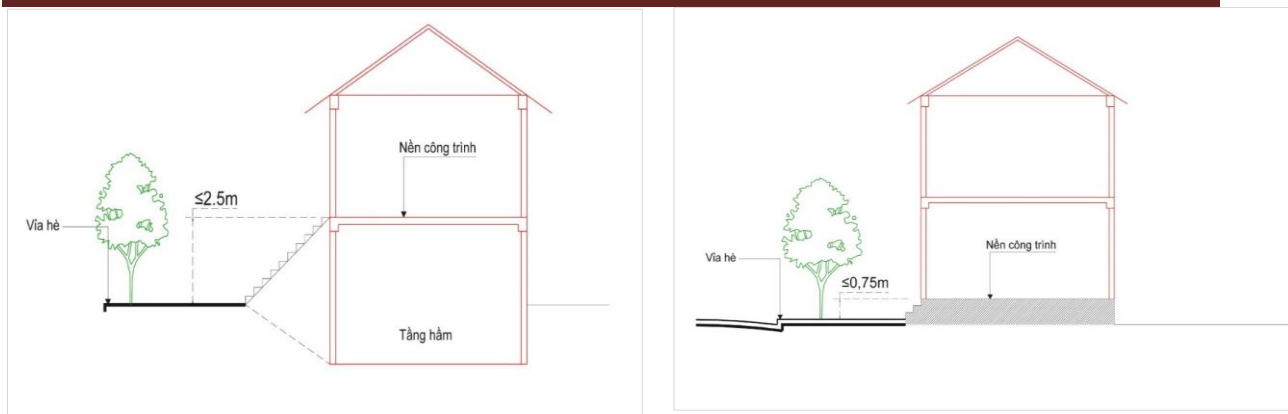 Nền công trình
≤2.5m
Vỉa hè
Tầng hầm
Nền công trình
Vỉa hè
≤0,75m